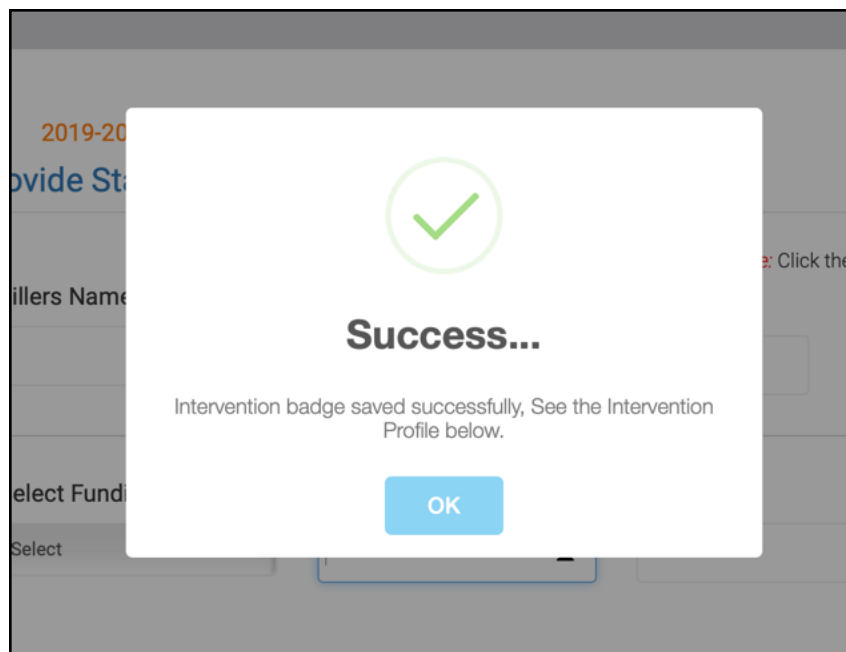 2019-20
ovide Sta
e: Click the
illers Name
Success...
Intervention badge saved successfully, See the Intervention
Profile below.
OK
elect Fundi
Select